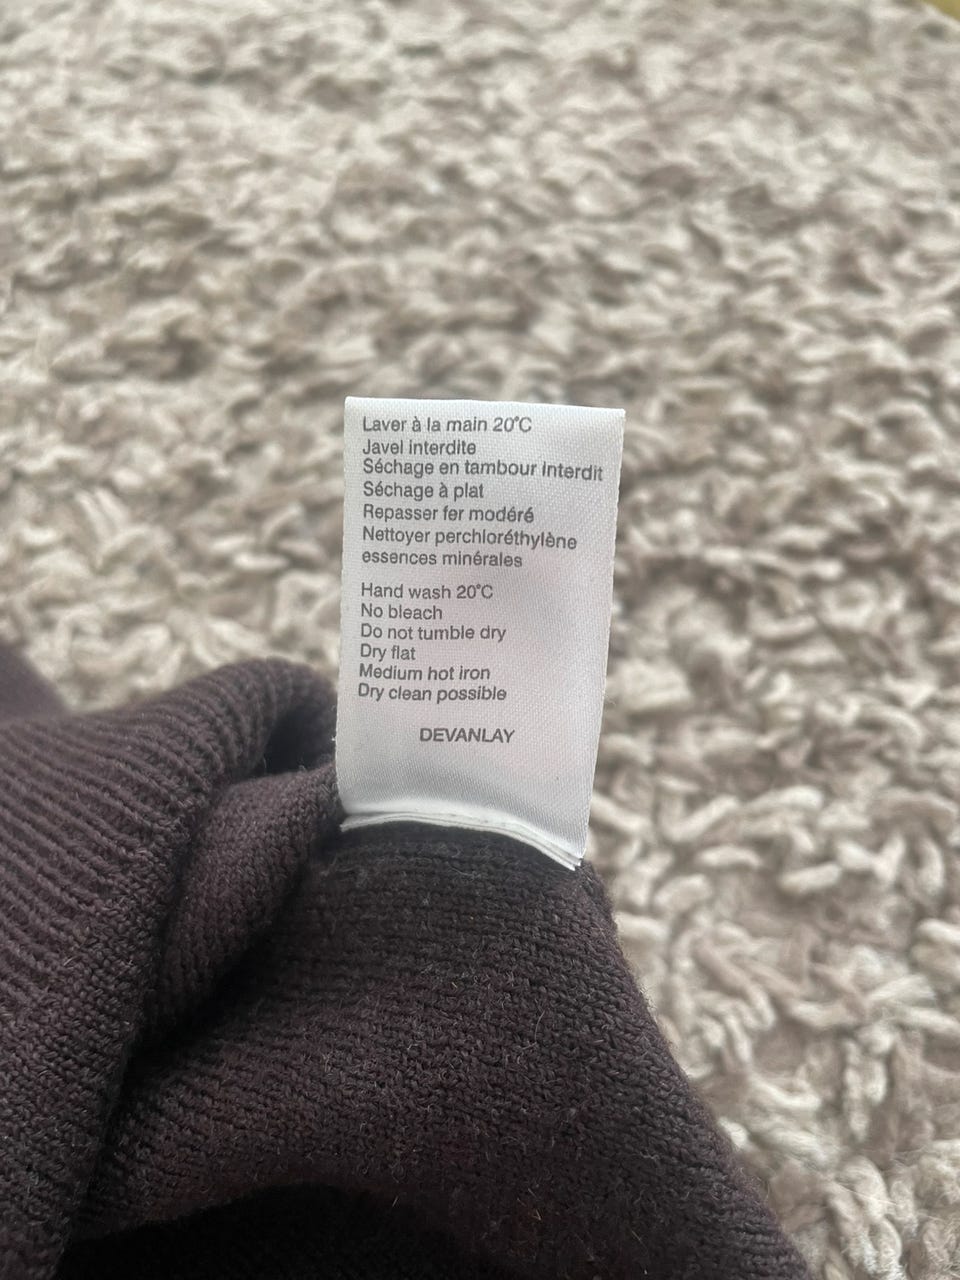 Laver à la main 20°C
Javel interdite
Séchage en tambour interdit
Séchage à plat
Repasser fer modéré
Nettoyer perchloréthylène
essences minérales
Hand wash 20°C
No bleach
Do not tumble dry
Dry flat
Medium hot iron
Dry clean possible
DEVANLAY